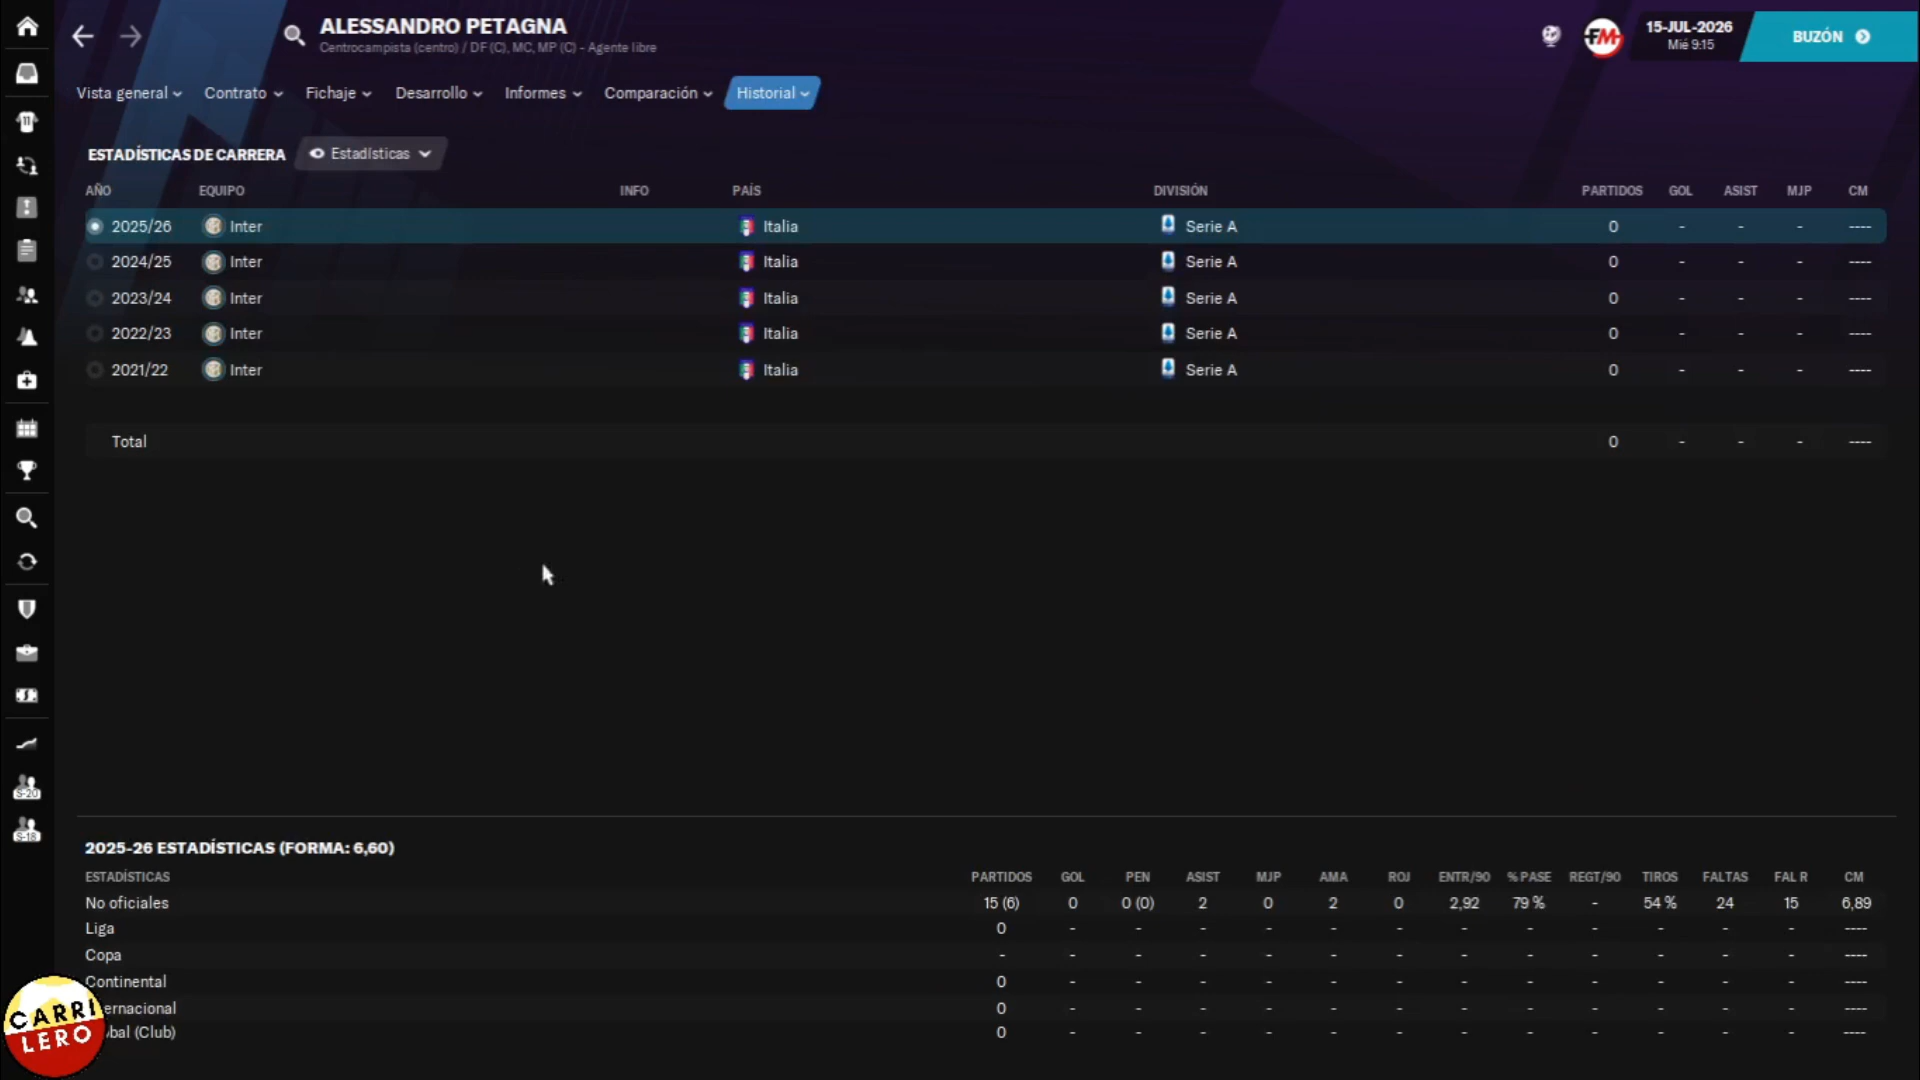 ALESSANDRO PETAGNA
Centrocampista (centro) / DF (C), MC, MP (C) - Agente libre
FM
15-JUL-2026
Mié 9:15
BUZÓN
Vista general
Contrato
Fichaje
Desarrollo
Informes
Comparación
Historial
ESTADÍSTICAS DE CARRERA
Estadísticas
AÑO EQUIPO INFO PAÍS DIVISIÓN PARTIDOS GOL ASIST MJP CM
2025/26 Inter Italia Serie A 0 - - - ----
2024/25 Inter Italia Serie A 0 - - - ----
2023/24 Inter Italia Serie A 0 - - - ----
2022/23 Inter Italia Serie A 0 - - - ----
2021/22 Inter Italia Serie A 0 - - - ----
Total 0 - - - ----
S-20
S-18
2025-26 ESTADÍSTICAS (FORMA: 6,60)
ESTADÍSTICAS PARTIDOS GOL PEN ASIST MJP AMA ROJ ENTR/90 % PASE REGT/90 TIROS FALTAS FAL R CM
No oficiales 15 (6) 0 0 (0) 2 0 2 0 2,92 79 % - 54 % 24 15 6,89
Liga 0 - - - - - - - - - - - - ----
Copa - - - - - - - - - - - - - ----
Continental 0 - - - - - - - - - - - - ----
ernacional 0 - - - - - - - - - - - - ----
bal (Club) 0 - - - - - - - - - - - - ----
CARRI
LERO